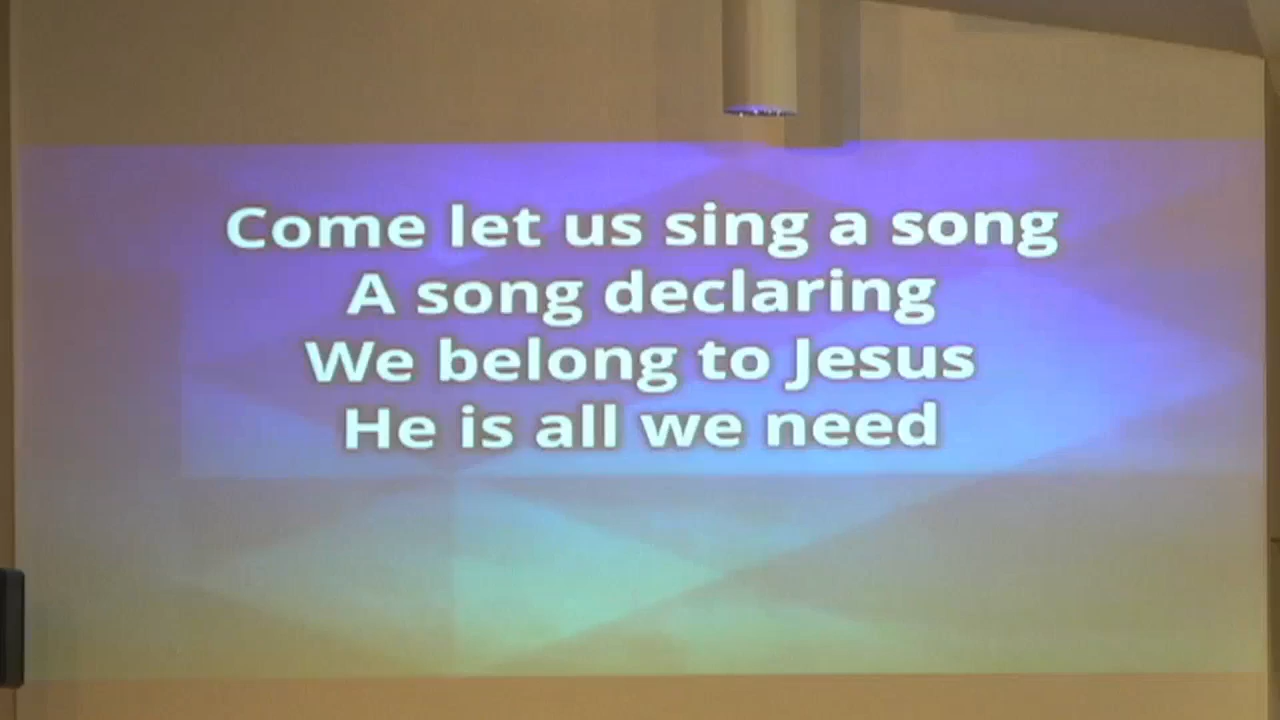 Come let us sing a song
A song declaring
We belong to Jesus
He is all we need